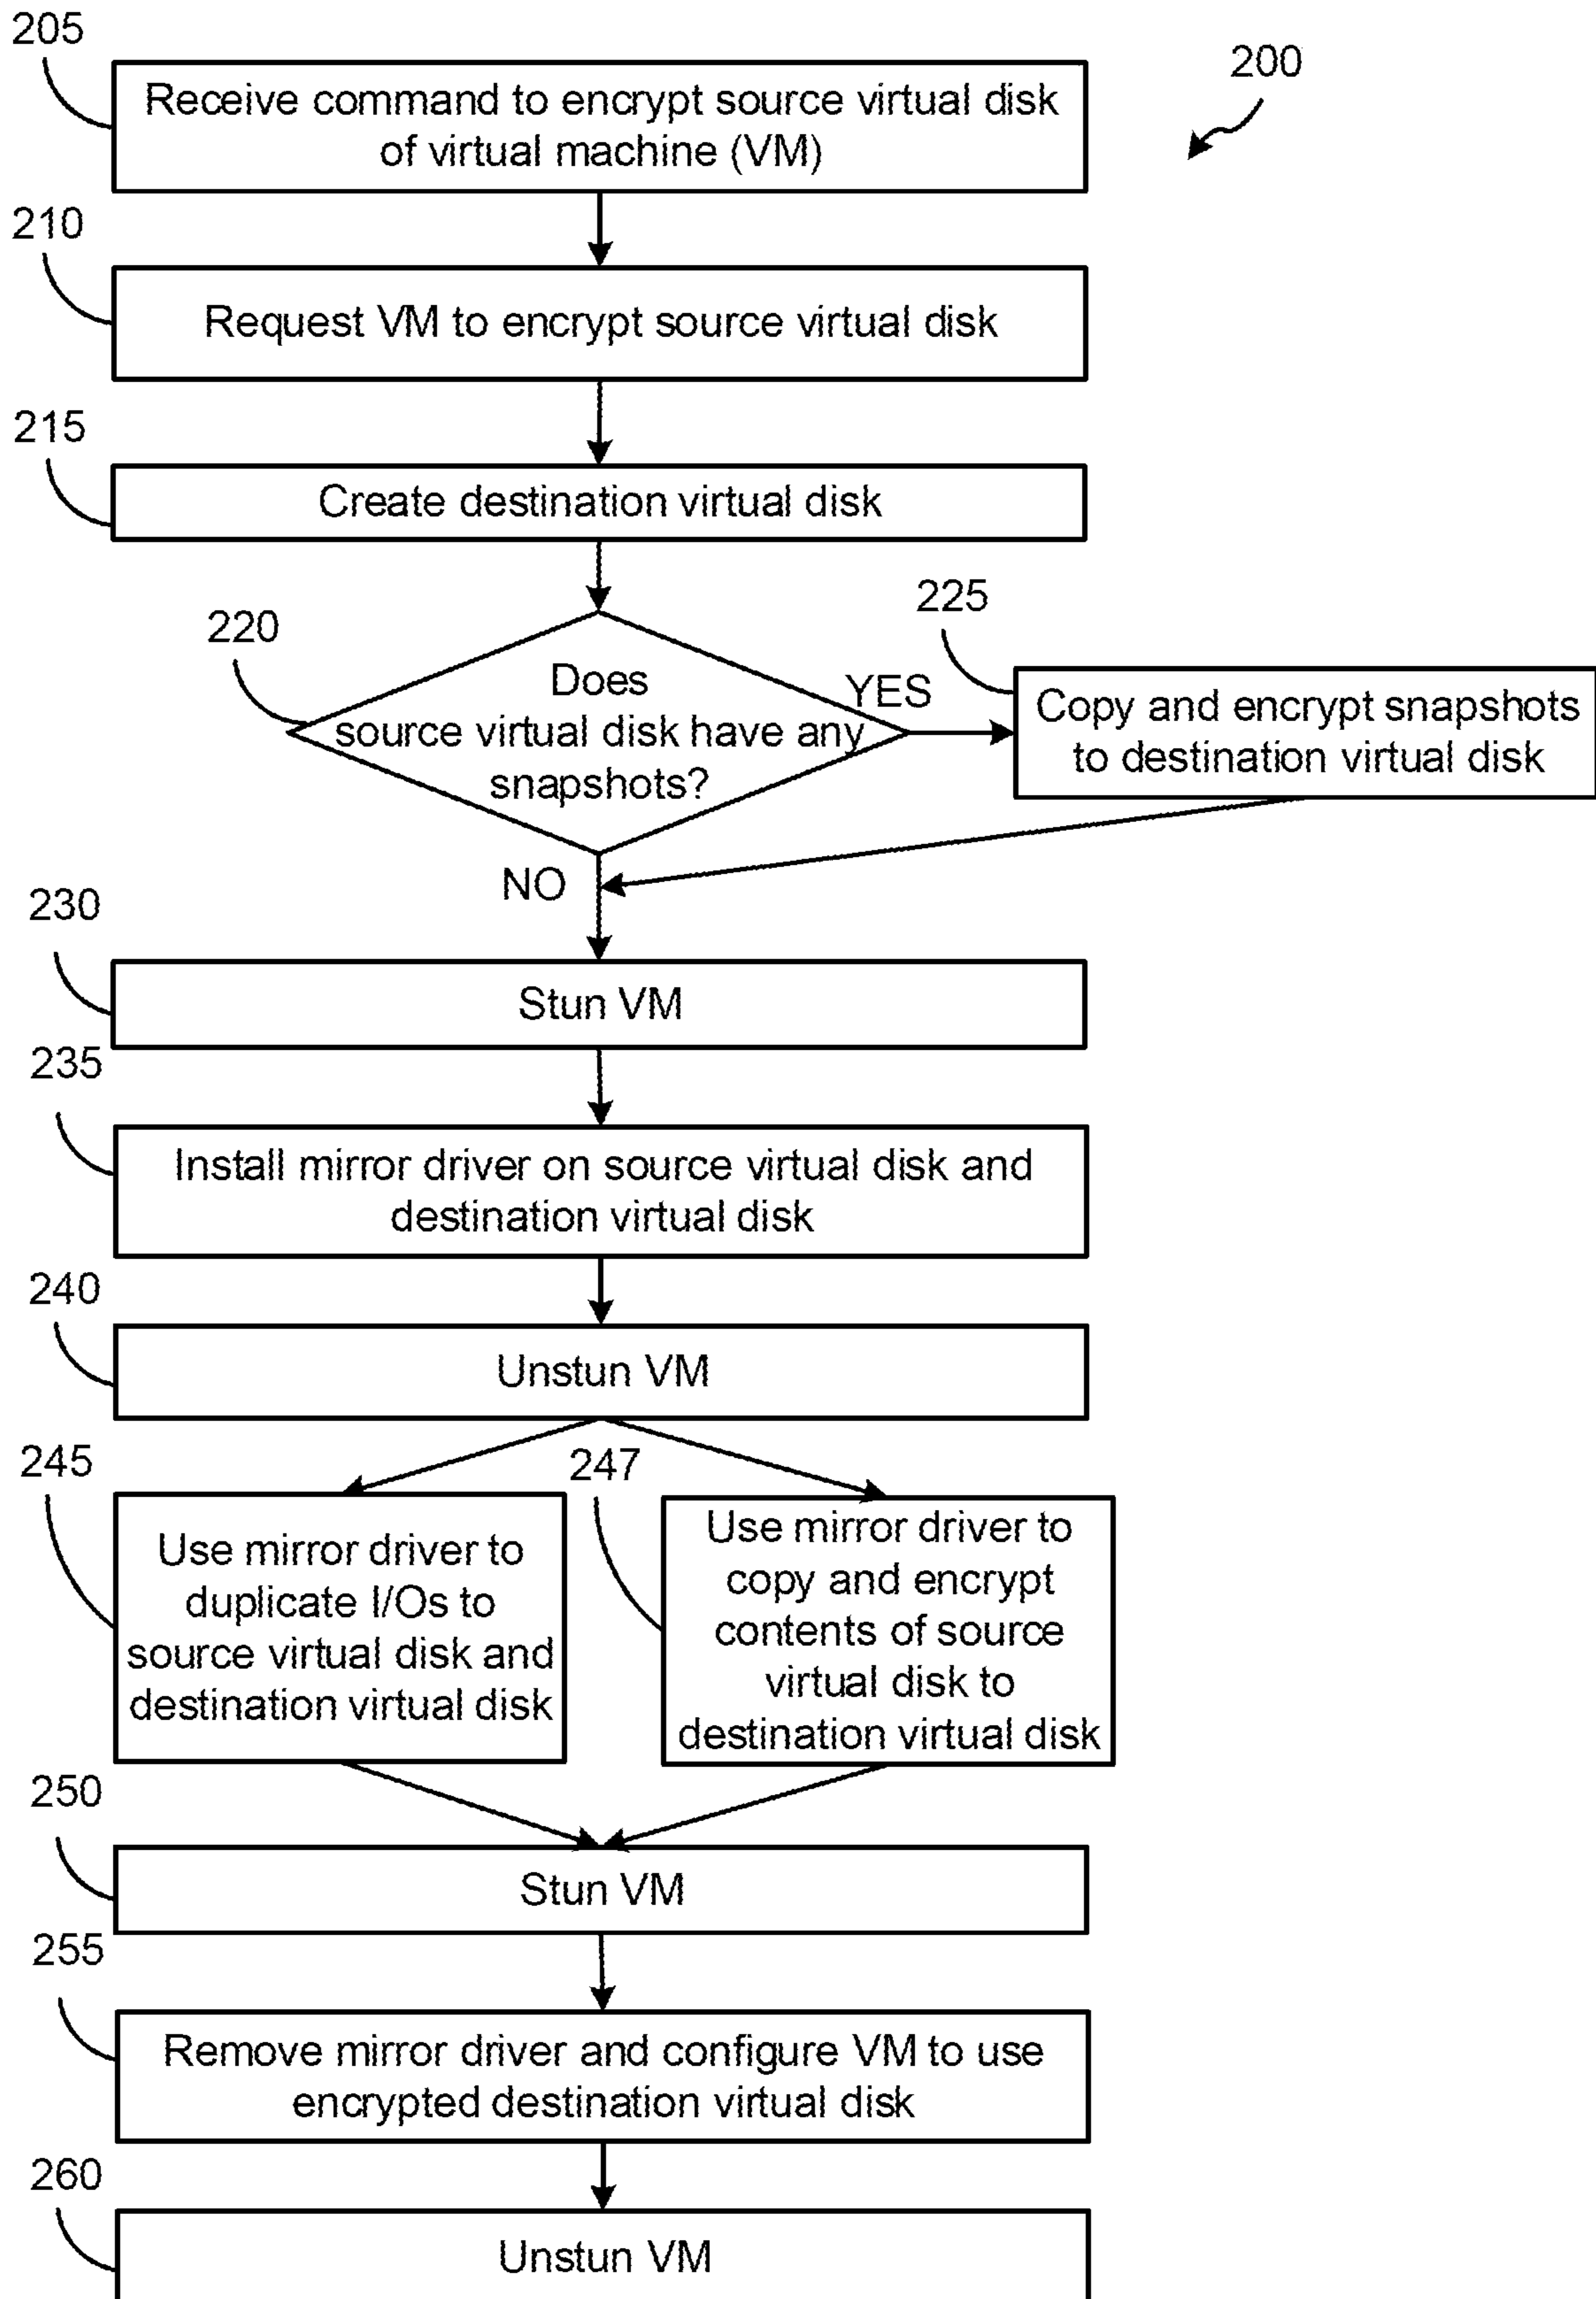 205
200
Receive command to encrypt source virtual disk
of virtual machine (VM)
210
Request VM to encrypt source virtual disk
215
Create destination virtual disk
220
Does
source virtual disk have any
snapshots?
YES
225
Copy and encrypt snapshots
to destination virtual disk
NO
230
Stun VM
235
Install mirror driver on source virtual disk and
destination virtual disk
240
Unstun VM
245
Use mirror driver to
duplicate I/Os to
source virtual disk and
destination virtual disk
247
Use mirror driver to
copy and encrypt
contents of source
virtual disk to
destination virtual disk
250
Stun VM
255
Remove mirror driver and configure VM to use
encrypted destination virtual disk
260
Unstun VM